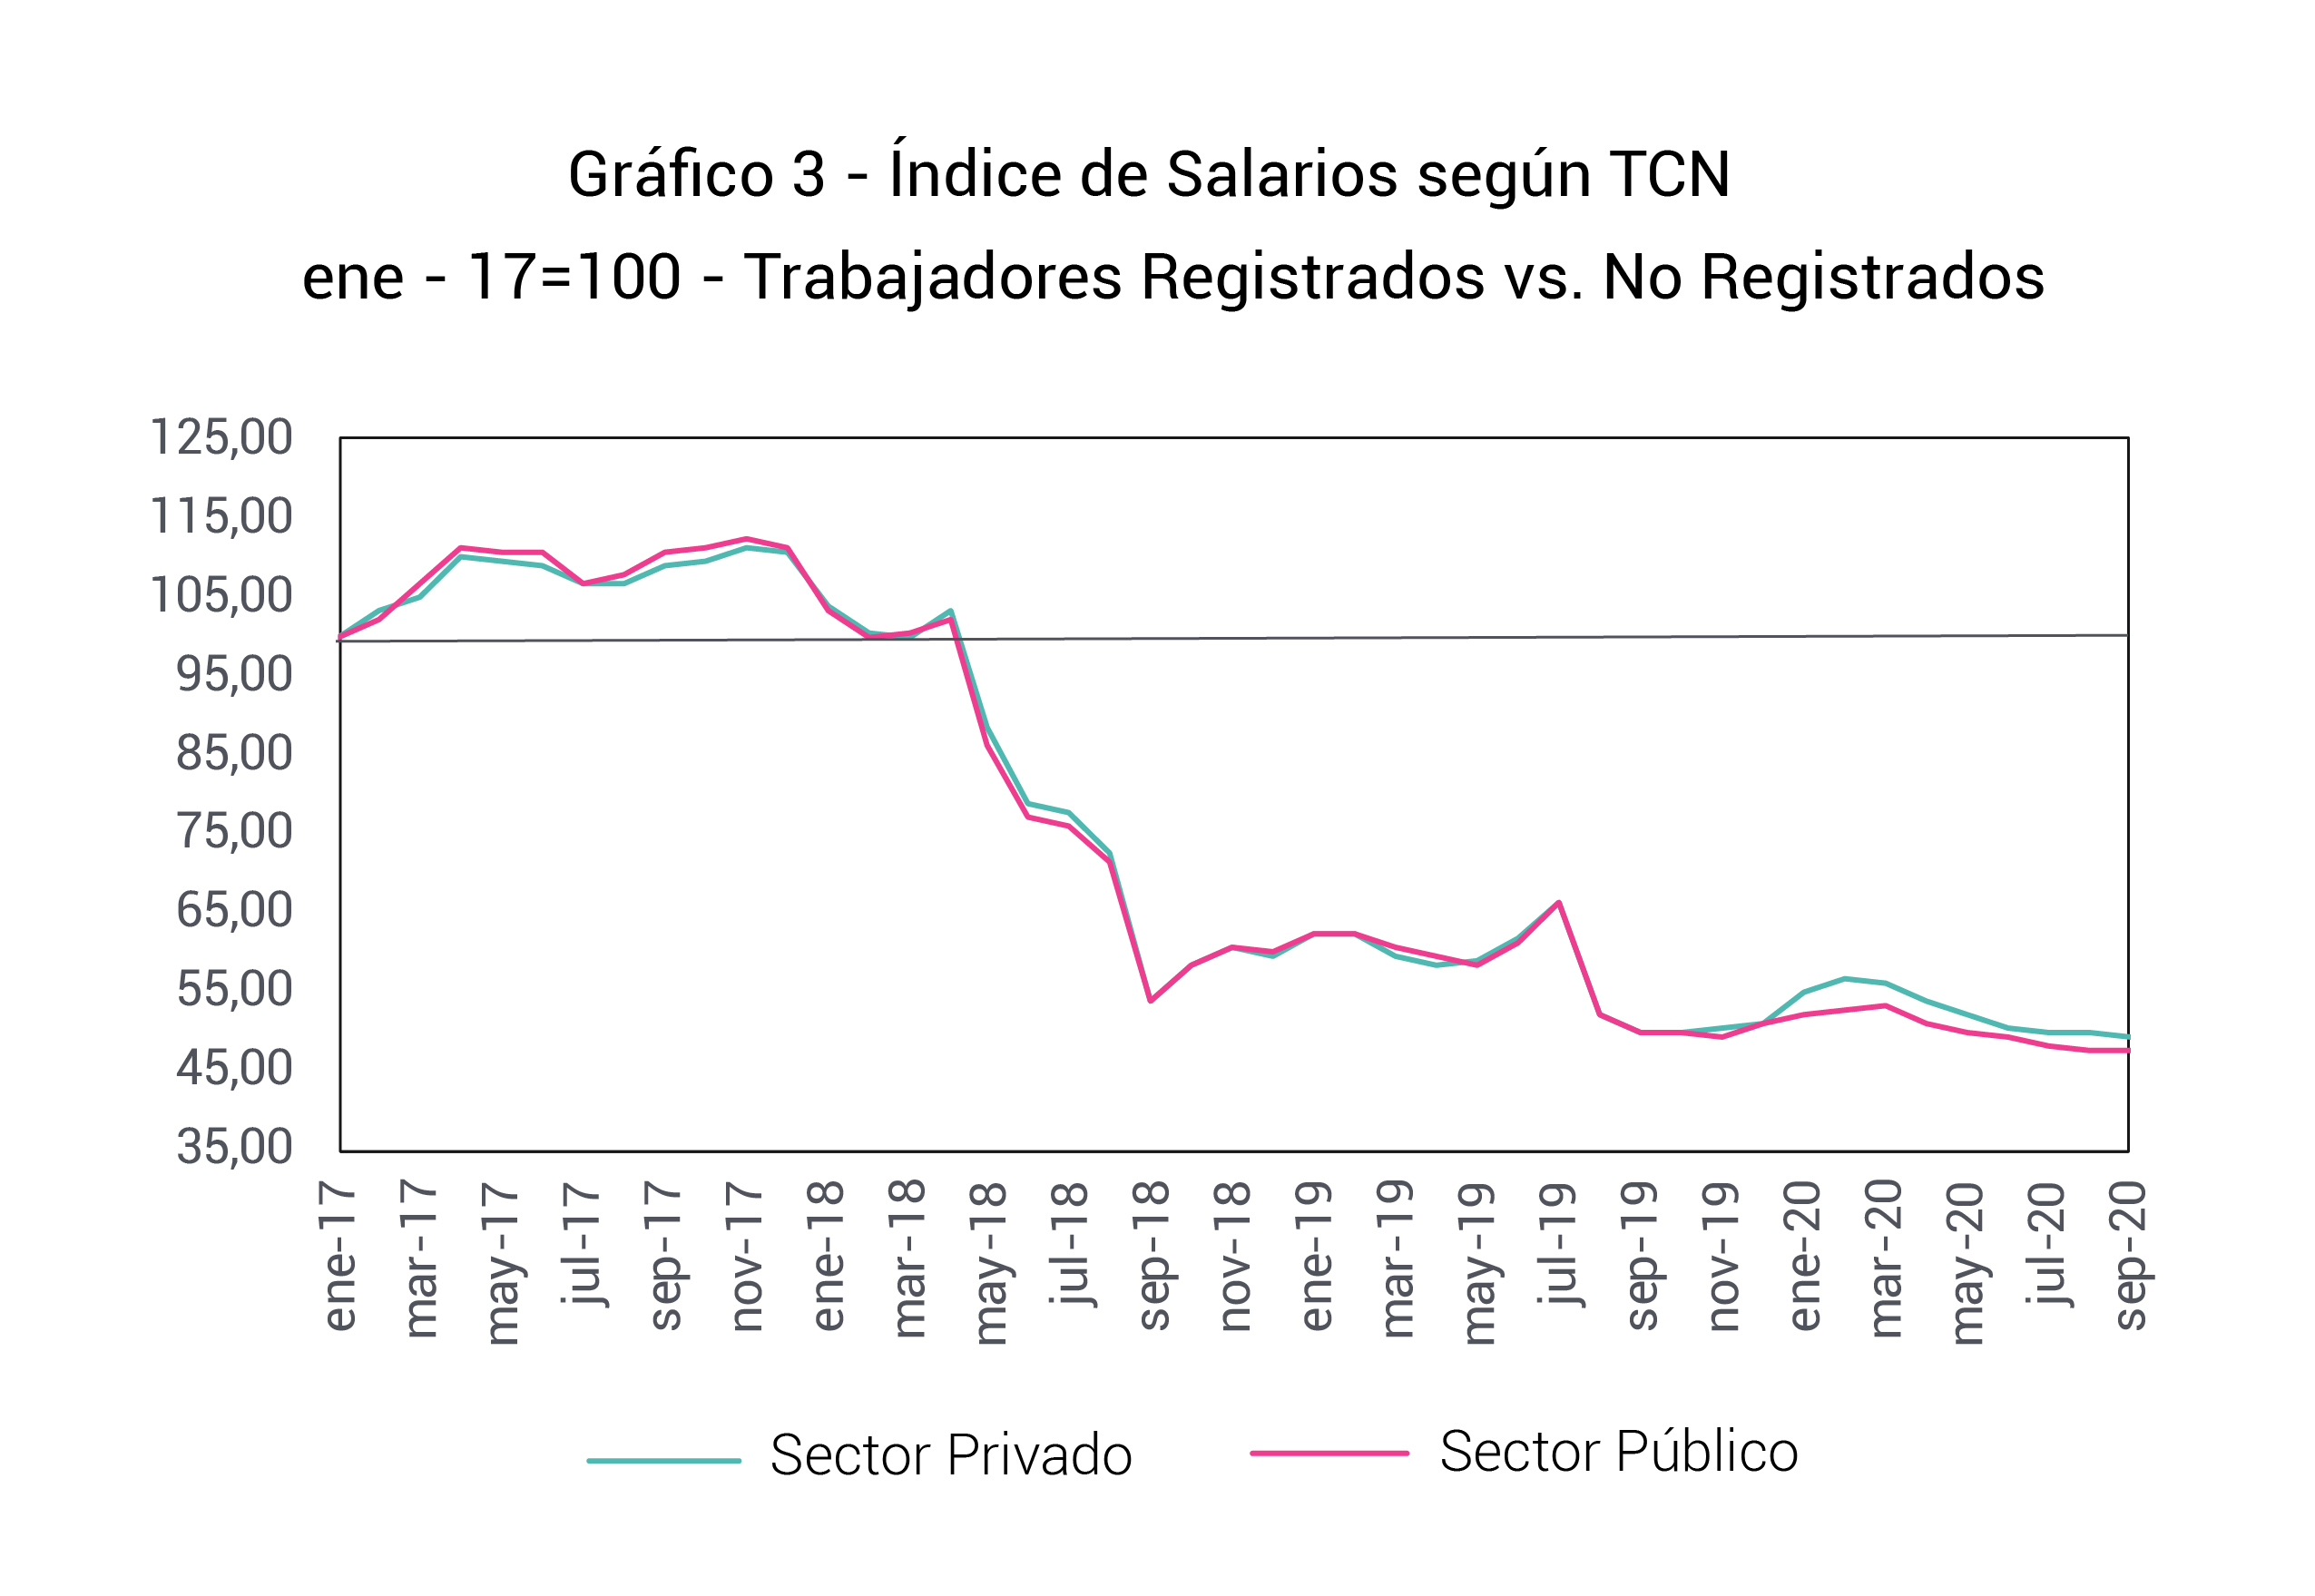 Gráfico 3 - Índice de Salarios según TCN
ene - 17=100 - Trabajadores Registrados vs. No Registrados
125,00
115,00
105,00
95,00
85,00
75,00
65,00
55,00
45,00
35,00
ene-17
mar-17
may-17
jul-17
sep-17
nov-17
ene-18
mar-18
may-18
jul-18
sep-18
nov-18
ene-19
mar-19
may-19
jul-19
sep-19
nov-19
ene-20
mar-20
may-20
jul-20
sep-20
Sector Privado
Sector Público